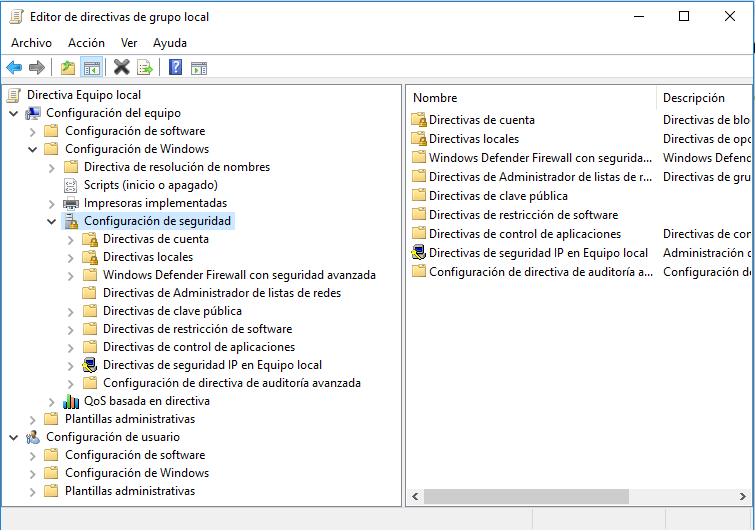 Editor de directivas de grupo local
Archivo Acción Ver Ayuda
Directiva Equipo local
Configuración del equipo
Configuración de software
Configuración de Windows
Directiva de resolución de nombres
Scripts (inicio o apagado)
Impresoras implementadas
Configuración de seguridad
Directivas de cuenta
Directivas locales
Windows Defender Firewall con seguridad avanzada
Directivas de Administrador de listas de redes
Directivas de clave pública
Directivas de restricción de software
Directivas de control de aplicaciones
Directivas de seguridad IP en Equipo local
Configuración de directiva de auditoría avanzada
QoS basada en directiva
Plantillas administrativas
Configuración de usuario
Configuración de software
Configuración de Windows
Plantillas administrativas
Nombre Descripción
Directivas de cuenta Directivas de blo
Directivas locales Directivas de opc
Windows Defender Firewall con segurida... Windows Defend
Directivas de Administrador de listas de r... Directivas de gru
Directivas de clave pública
Directivas de restricción de software
Directivas de control de aplicaciones Directivas de con
Directivas de seguridad IP en Equipo local Administración d
Configuración de directiva de auditoría a... Configuración de